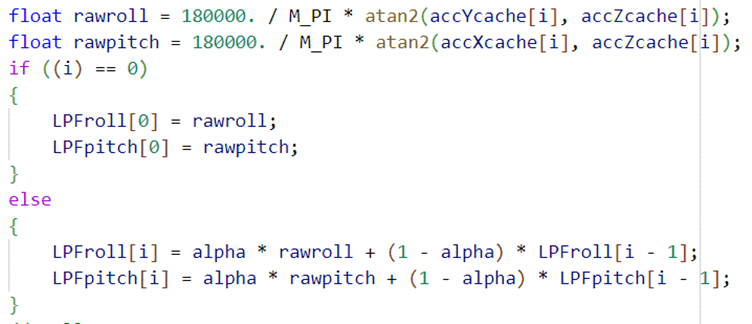 float rawroll = 180000. / M_PI * atan2(accYcache[i], accZcache[i]);
float rawpitch = 180000. / M_PI * atan2(accXcache[i], accZcache[i]);
if ((i) == 0)
{
    LPFroll[0] = rawroll;
    LPFpitch[0] = rawpitch;
}
else
{
    LPFroll[i] = alpha * rawroll + (1 - alpha) * LPFroll[i - 1];
    LPFpitch[i] = alpha * rawpitch + (1 - alpha) * LPFpitch[i - 1];
}